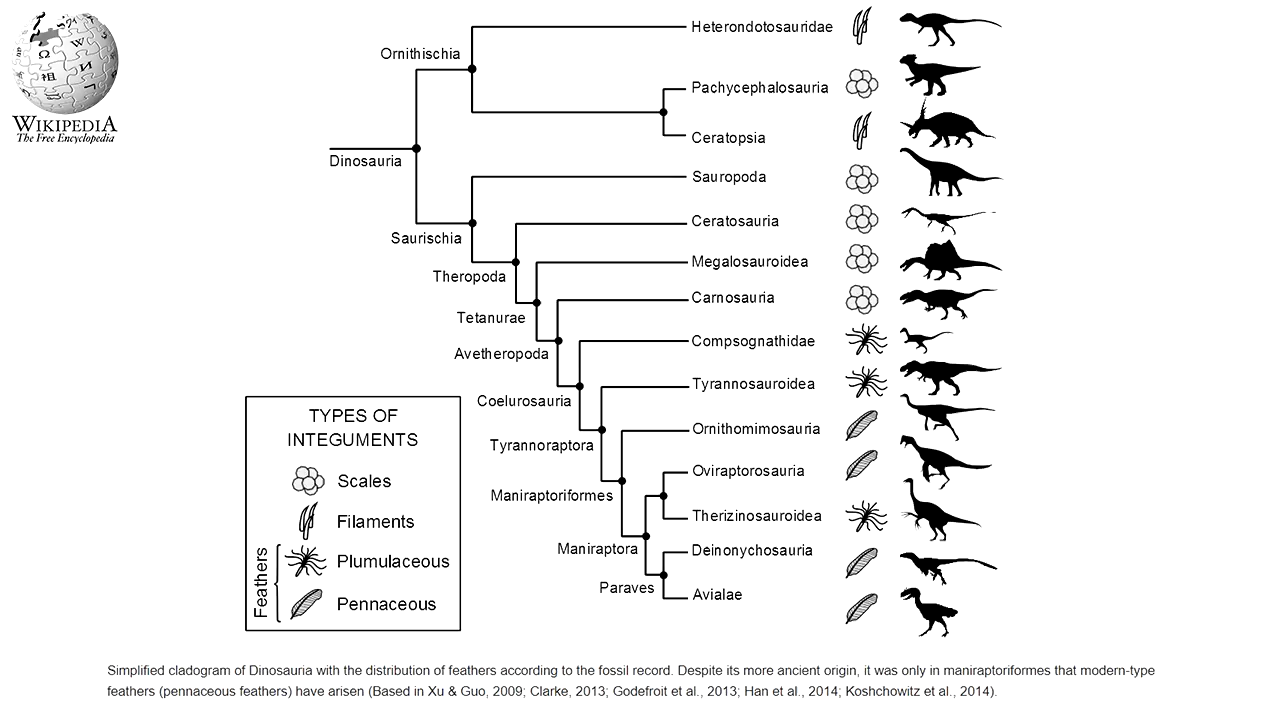 WIKIPEDIA
The Free Encyclopedia
Ornithischia
Dinosauria
Saurischia
Theropoda
Tetanurae
Avetheropoda
Coelurosauria
Tyrannoraptora
Maniraptoriformes
Maniraptora
Paraves
Heterondotosauridae
Pachycephalosauria
Ceratopsia
Sauropoda
Ceratosauria
Megalosauroidea
Carnosauria
Compsognathidae
Tyrannosauroidea
Ornithomimosauria
Oviraptorosauria
Therizinosauroidea
Deinonychosauria
Avialae
TYPES OF
INTEGUMENTS
Scales
Filaments
Feathers
Plumulaceous
Pennaceous
Simplified cladogram of Dinosauria with the distribution of feathers according to the fossil record. Despite its more ancient origin, it was only in maniraptoriformes that modern-type
feathers (pennaceous feathers) have arisen (Based in Xu & Guo, 2009; Clarke, 2013; Godefroit et al., 2013; Han et al., 2014; Koshchowitz et al., 2014).